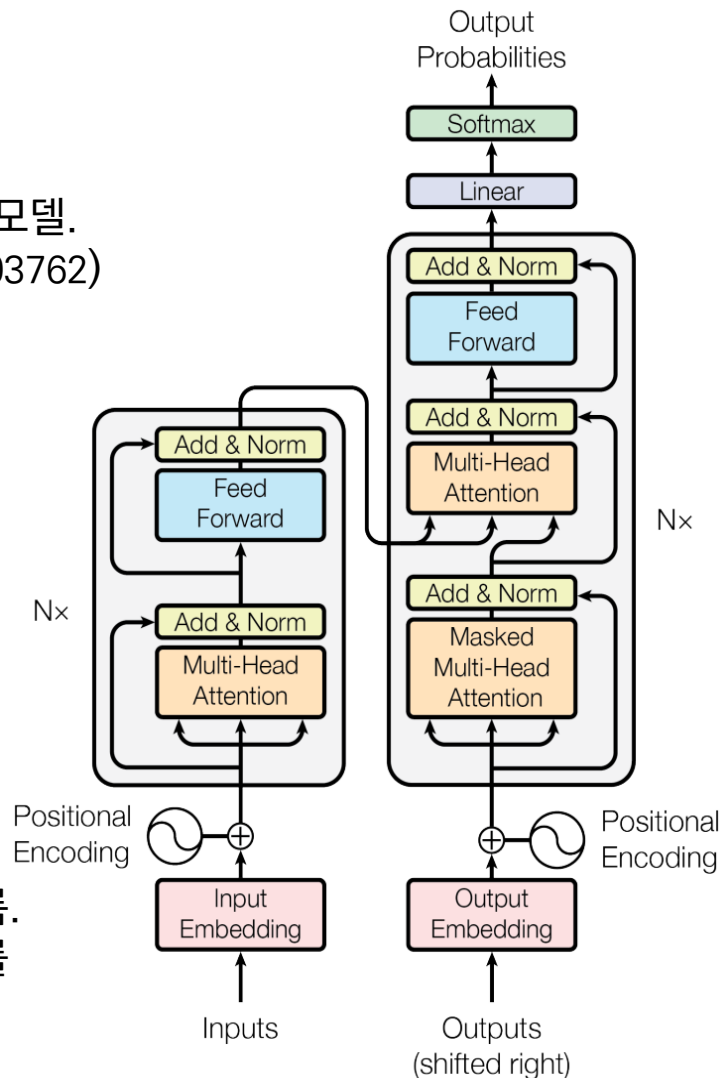 모델.
03762)
Output
Probabilities
Softmax
Linear
Add & Norm
Feed
Forward
Add & Norm
Multi-Head
Attention
Add & Norm
Masked
Multi-Head
Attention
Nx
Add & Norm
Feed
Forward
Add & Norm
Multi-Head
Attention
Nx
Positional
Encoding
Positional
Encoding
Input
Embedding
Output
Embedding
Inputs
Outputs
(shifted right)